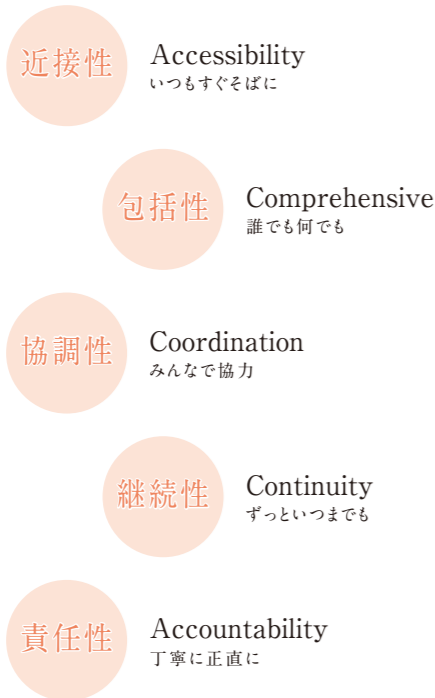 近接性
Accessibility
いつもすぐそばに
包括性
Comprehensive
誰でも何でも
協調性
Coordination
みんなで協力
継続性
Continuity
ずっといつまでも
責任性
Accountability
丁寧に正直に